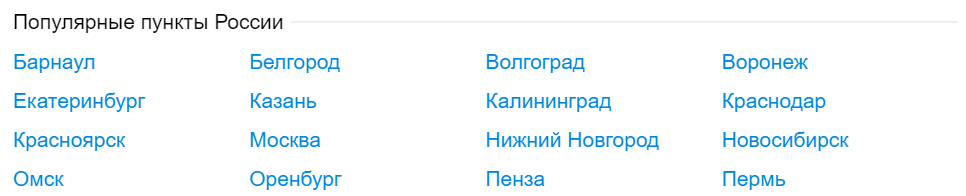 Популярные пункты России
Барнаул Белгород Волгоград Воронеж
Екатеринбург Казань Калининград Краснодар
Красноярск Москва Нижний Новгород Новосибирск
Омск Оренбург Пенза Пермь